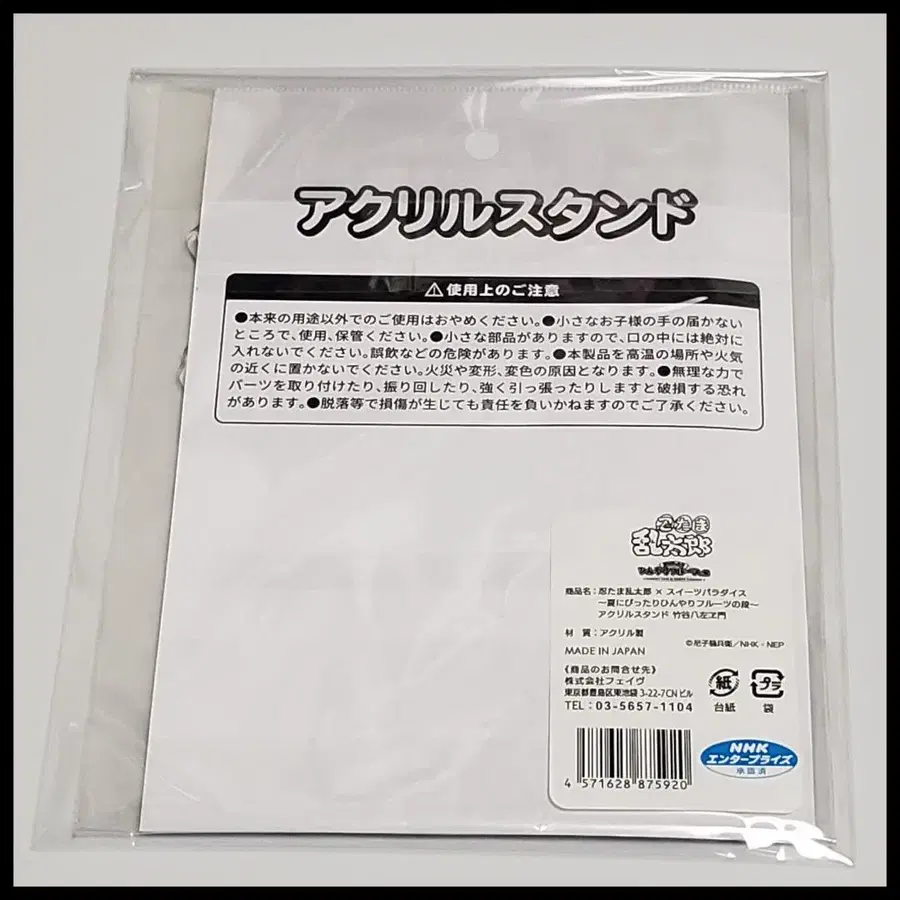 アクリルスタンド
⚠使用上のご注意
●本来の用途以外でのご使用はおやめください。●小さなお子様の手の届かない
ところで、使用、保管ください。●小さな部品がありますので、口の中には絶対に
入れないでください。誤飲などの危険があります。●本製品を高温の場所や火気
の近くに置かないでください。火災や変形、変色の原因となります。●無理な力で
パーツを取り付けたり、振り回したり、強く引っ張ったりしますと破損する恐れ
があります。●脱落等で損傷が生じても責任を負いかねますのでご了承ください。
忍たま
乱太郎
商品名：忍たま乱太郎 × スイーツパラダイス
～夏にぴったりひんやりフルーツの段～
アクリルスタンド 竹谷八左ヱ門
材 質：アクリル製
©尼子騒兵衛／NHK・NEP
MADE IN JAPAN
《商品のお問合せ先》
株式会社フェイヴ
東京都豊島区東池袋 3-22-7CN ビル
TEL：03-5657-1104
紙
台紙
プラ
袋
4 571628 875920
NHK
エンタープライズ
承認済